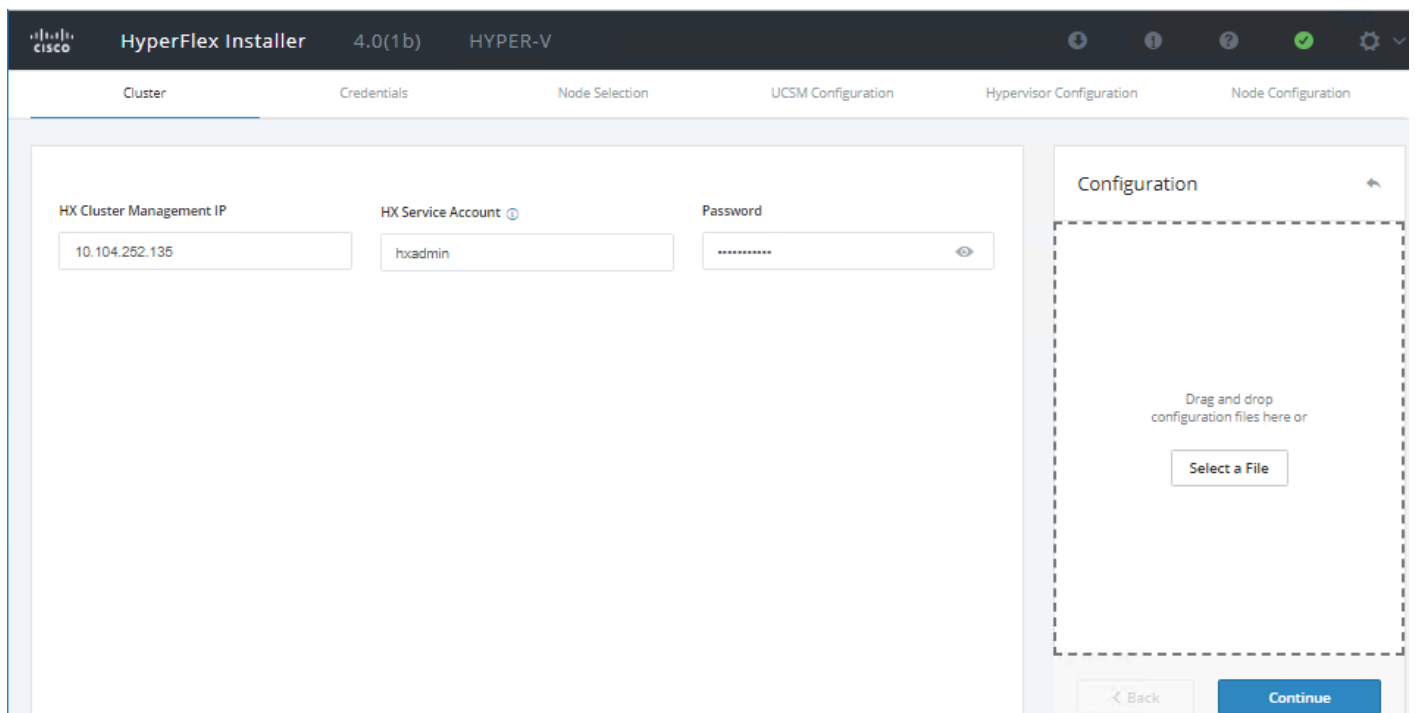 CISCO HyperFlex Installer 4.0(1b) HYPER-V
Cluster Credentials Node Selection UCSM Configuration Hypervisor Configuration Node Configuration
Configuration
HX Cluster Management IP HX Service Account Password
10.104.252.135 hxadmin •••••••••••
Drag and drop
configuration files here or
Select a File
Back Continue